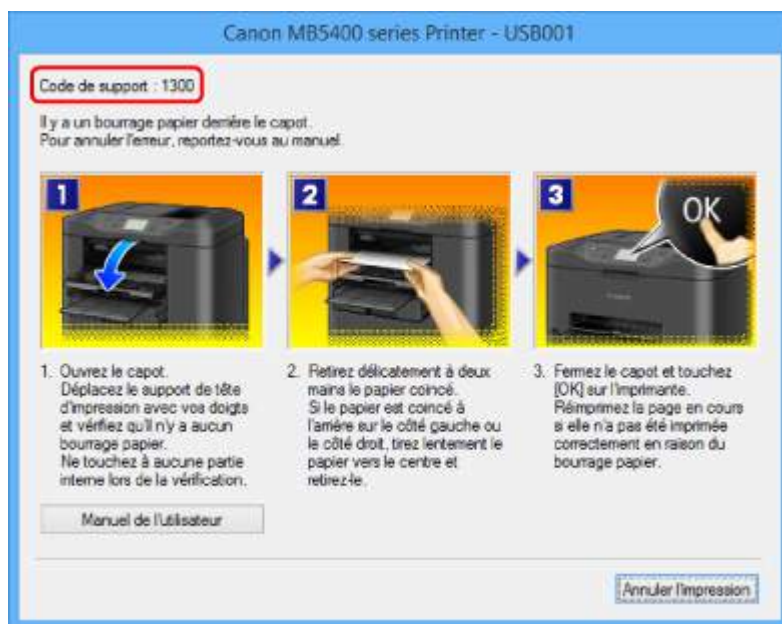 Canon MB5400 series Printer - USB001
Code de support : 1300
Il y a un bourrage papier derrière le capot.
Pour annuler l'erreur, reportez-vous au manuel.
1
2
3
OK
1. Ouvrez le capot.
Déplacez le support de tête
d'impression avec vos doigts
et vérifiez qu'il n'y a aucun
bourrage papier.
Ne touchez à aucune partie
interne lors de la vérification.
2. Retirez délicatement à deux
mains le papier coincé.
Si le papier est coincé à
l'arrière sur le côté gauche ou
le côté droit, tirez lentement le
papier vers le centre et
retirez-le.
3. Fermez le capot et touchez
[OK] sur l'imprimante.
Réimprimez la page en cours
si elle n'a pas été imprimée
correctement en raison du
bourrage papier.
Manuel de l'utilisateur
Annuler l'impression